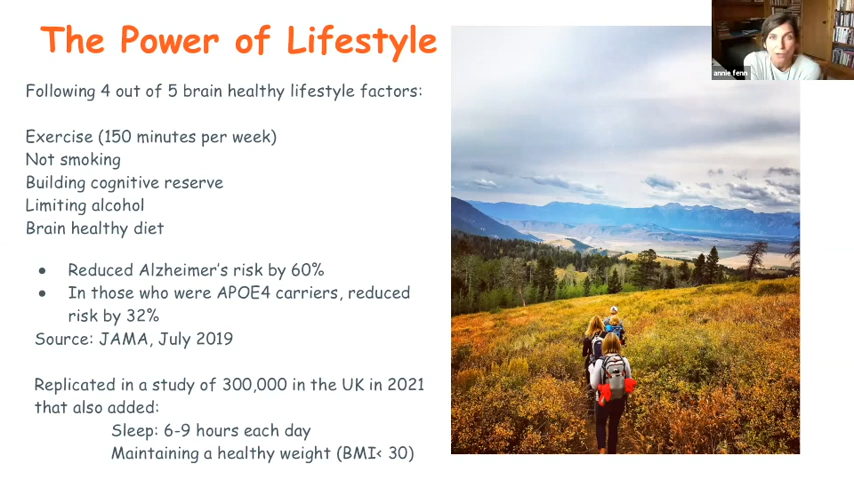 The Power of Lifestyle
annie fenn
Following 4 out of 5 brain healthy lifestyle factors:
Exercise (150 minutes per week)
Not smoking
Building cognitive reserve
Limiting alcohol
Brain healthy diet
● Reduced Alzheimer's risk by 60%
● In those who were APOE4 carriers, reduced
risk by 32%
Source: JAMA, July 2019
Replicated in a study of 300,000 in the UK in 2021
that also added:
Sleep: 6-9 hours each day
Maintaining a healthy weight (BMI< 30)